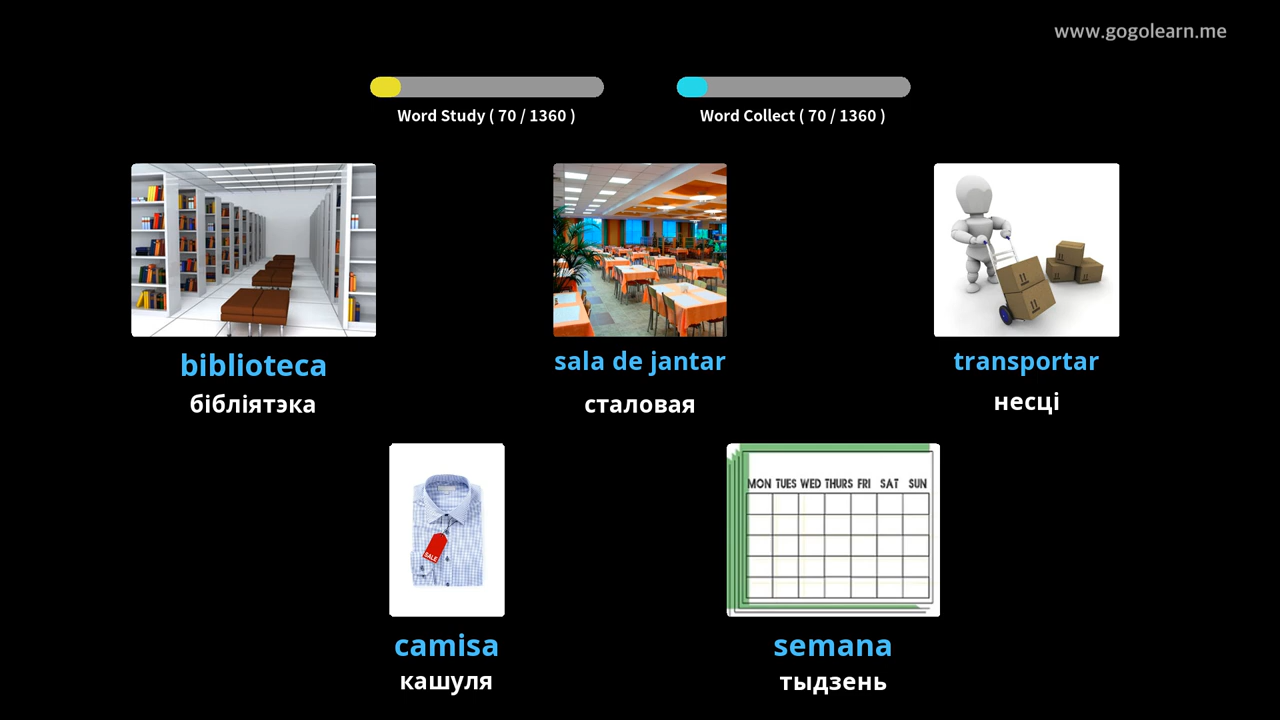 www.gogolearn.me
Word Study ( 70 / 1360 )
Word Collect ( 70 / 1360 )
biblioteca
бібліятэка
sala de jantar
сталовая
transportar
несці
SALE
MON TUES WED THURS FRI SAT SUN
camisa
кашуля
semana
тыдзень